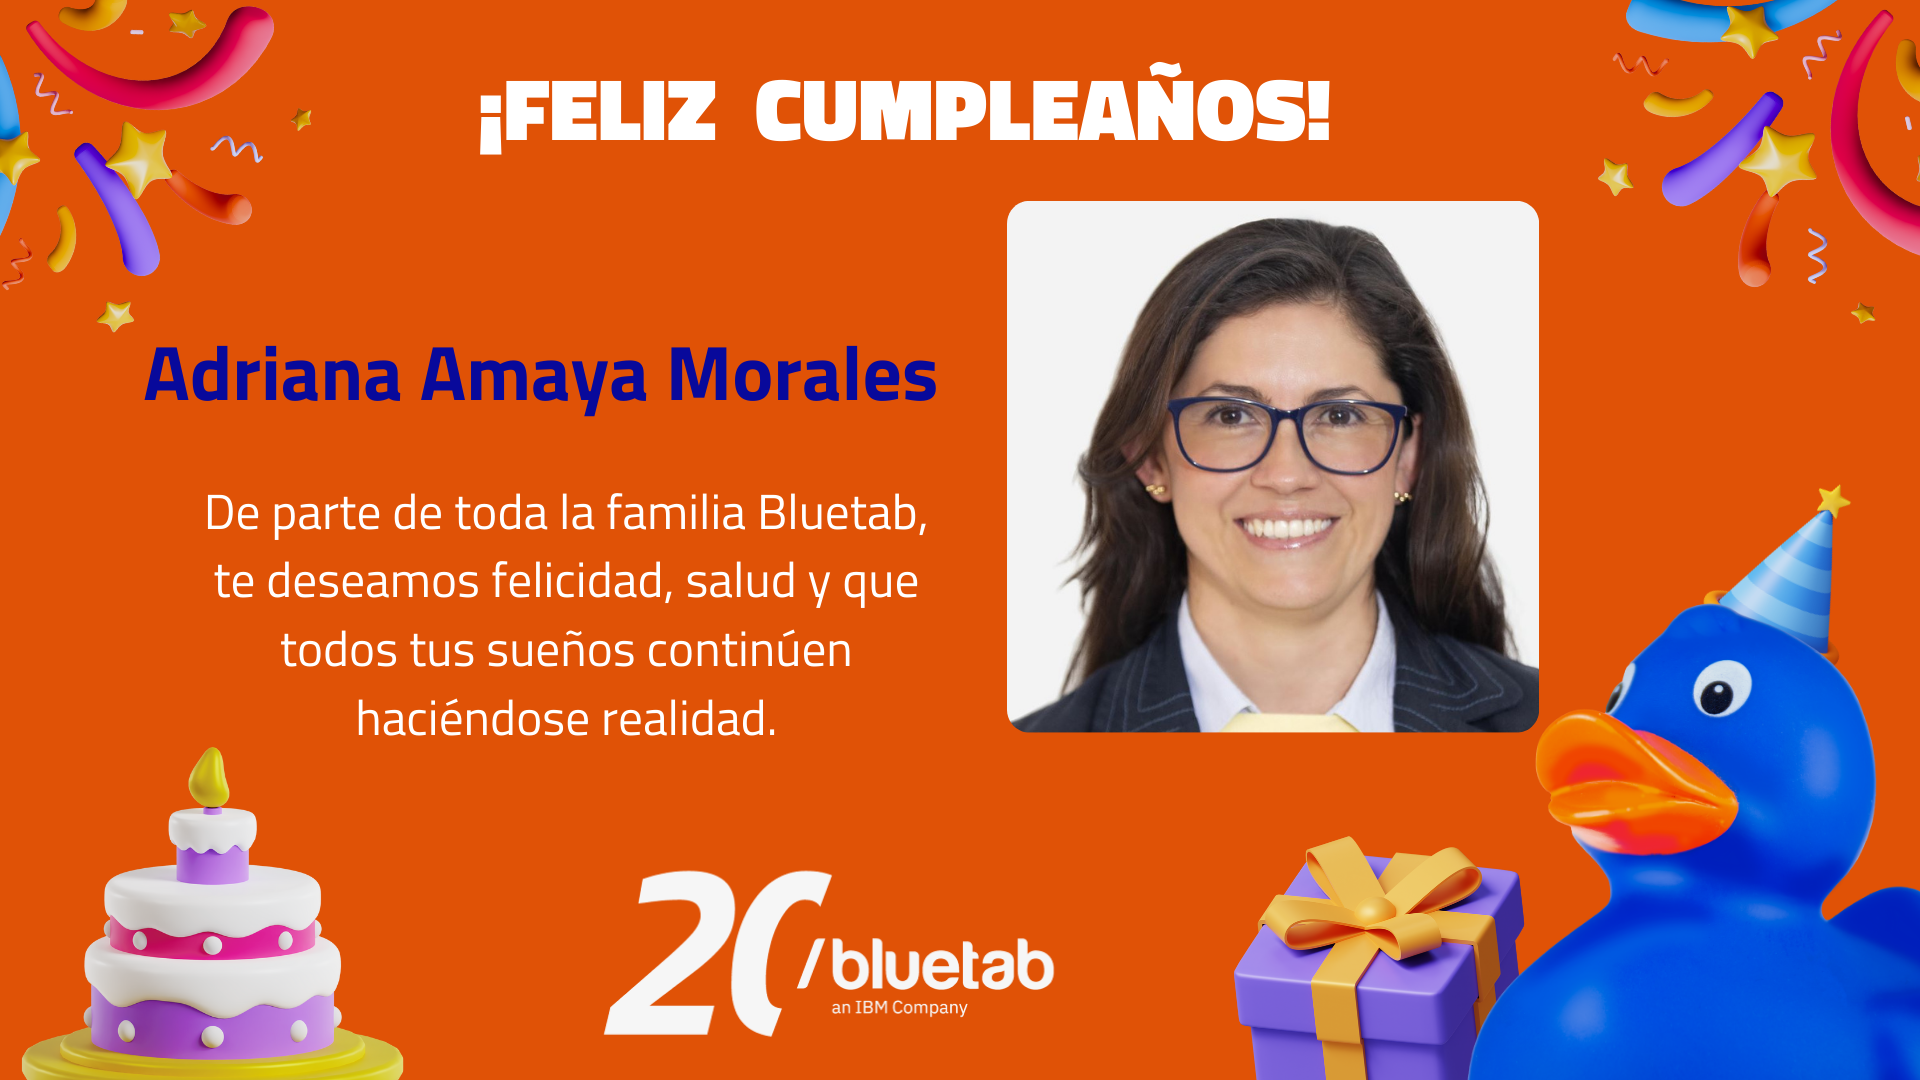 ¡FELIZ CUMPLEAÑOS!
Adriana Amaya Morales
De parte de toda la familia Bluetab,
te deseamos felicidad, salud y que
todos tus sueños continúen
haciéndose realidad.
20/bluetab
an IBM Company